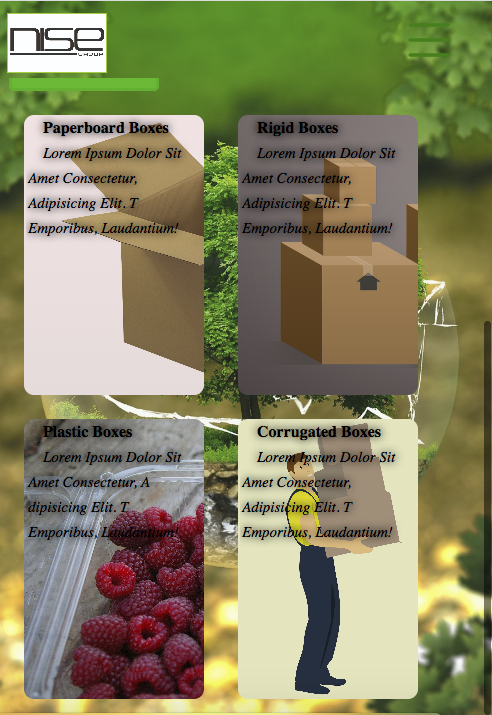 nise
GROUP
Paperboard Boxes
Lorem Ipsum Dolor Sit
Amet Consectetur,
Adipisicing Elit. T
Emporibus, Laudantium!
Rigid Boxes
Lorem Ipsum Dolor Sit
Amet Consectetur,
Adipisicing Elit. T
Emporibus, Laudantium!
Plastic Boxes
Lorem Ipsum Dolor Sit
Amet Consectetur, A
dipisicing Elit. T
Emporibus, Laudantium!
Corrugated Boxes
Lorem Ipsum Dolor Sit
Amet Consectetur,
Adipisicing Elit. T
Emporibus, Laudantium!